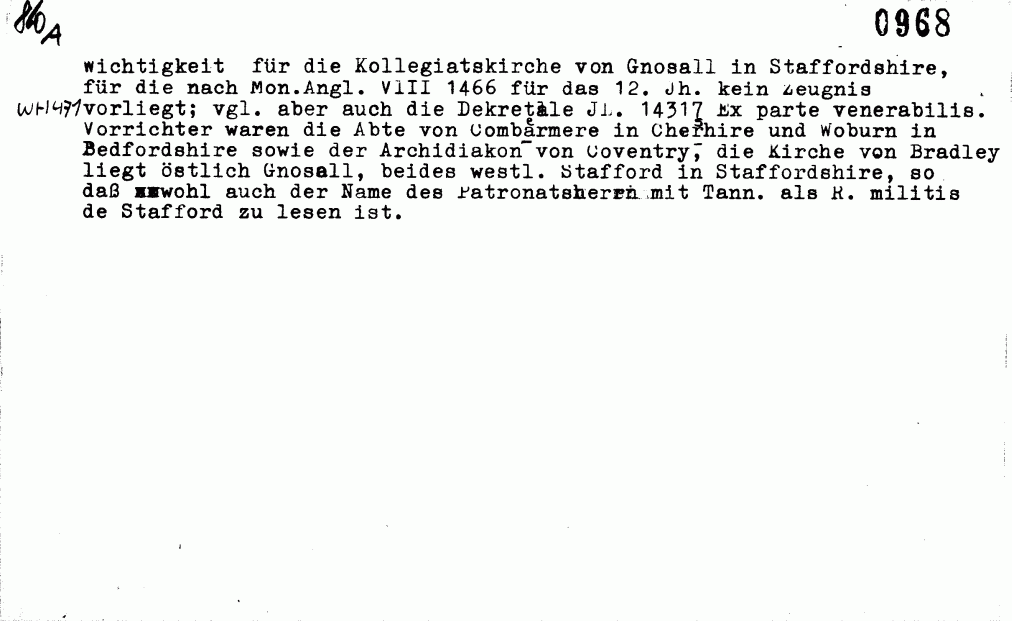 860A
0968
wichtigkeit für die Kollegiatskirche von Gnosall in Staffordshire,
für die nach Mon.Angl. VIII 1466 für das 12. Jh. kein Zeugnis
WH471 vorliegt; vgl. aber auch die Dekretale JL. 14317 Ex parte venerabilis.
Vorrichter waren die Abte von Combermere in Cheshire und Woburn in
Bedfordshire sowie der Archidiakon von Coventry, die Kirche von Bradley
liegt östlich Gnosall, beides westl. Stafford in Staffordshire, so
daß wohl auch der Name des Patronatsherrn mit Tann. als R. militis
de Stafford zu lesen ist.